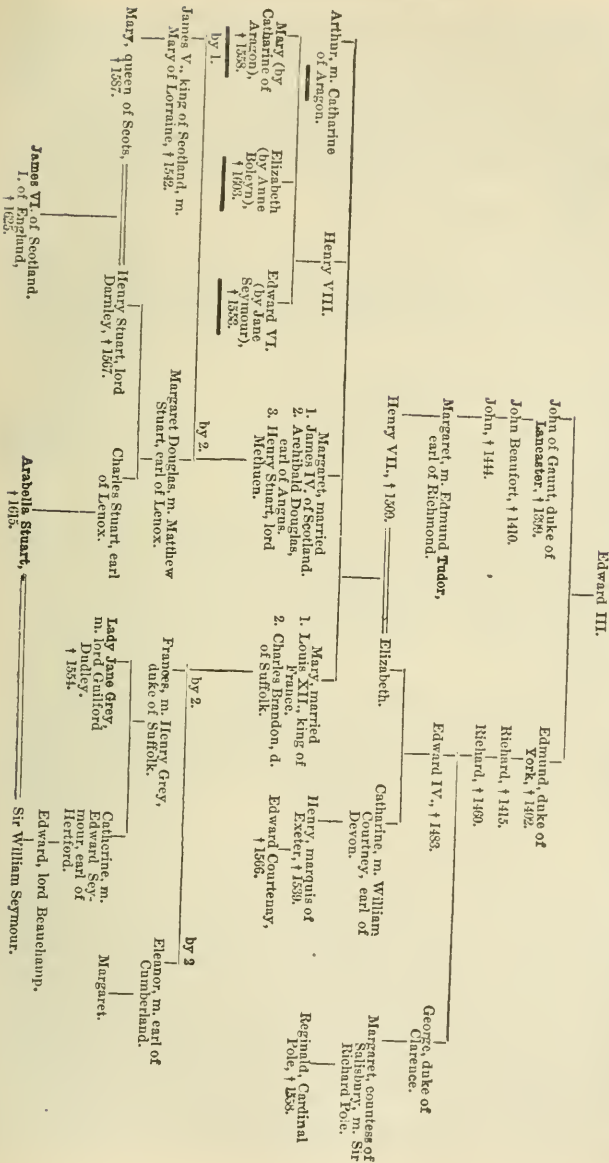 Edward III.
John of Gaunt, duke of
Lancaster, † 1399.
John Beaufort, † 1410.
John, † 1444.
Margaret, m. Edmund Tudor,
earl of Richmond.
Henry VII., † 1509.
Edmund, duke of
York, † 1402.
Richard, † 1415.
Richard, † 1460.
Edward IV., † 1483.
Elizabeth.
George, duke of
Clarence.
Margaret, countess of
Salisbury, m. Sir
Richard Pole.
Reginald, Cardinal
Pole, † 1558.
Catharine, m. William
Courtney, earl of
Devon.
Henry, marquis of
Exeter, † 1539.
Edward Courtenay,
† 1566.
Arthur, m. Catharine
of Aragon.
Henry VIII.
Margaret, married
1. James IV. of Scotland.
2. Archibald Douglas,
earl of Angus.
3. Henry Stuart, lord
Methuen.
Mary, married
1. Louis XII., king of
France.
2. Charles Brandon, d.
of Suffolk.
Mary (by
Catharine of
Aragon),
† 1558.
Elizabeth
(by Anne
Boleyn),
† 1603.
Edward VI.
(by Jane
Seymour),
† 1553.
by 1.
by 2.
by 2.
by 2
James V., king of Scotland, m.
Mary of Lorraine, † 1542.
Margaret Douglas, m. Matthew
Stuart, earl of Lenox.
Frances, m. Henry Grey,
duke of Suffolk.
Eleanor, m. earl of
Cumberland.
Mary, queen of Scots,
† 1587.
Henry Stuart, lord
Darnley, † 1567.
Charles Stuart, earl
of Lenox.
Lady Jane Grey,
m. lord Guilford
Dudley.
† 1554.
Catherine, m.
Edward Sey-
mour, earl of
Hertford.
Margaret.
Edward, lord Beauchamp.
James VI. of Scotland.
I. of England,
† 1625.
Arabella Stuart,
† 1615.
Sir William Seymour.